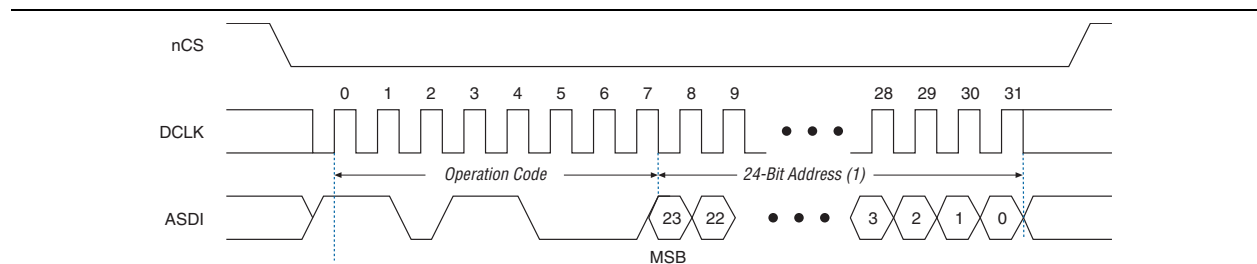 nCS
0 1 2 3 4 5 6 7 8 9 28 29 30 31
DCLK
Operation Code 24-Bit Address (1)
ASDI 23 22 3 2 1 0
MSB